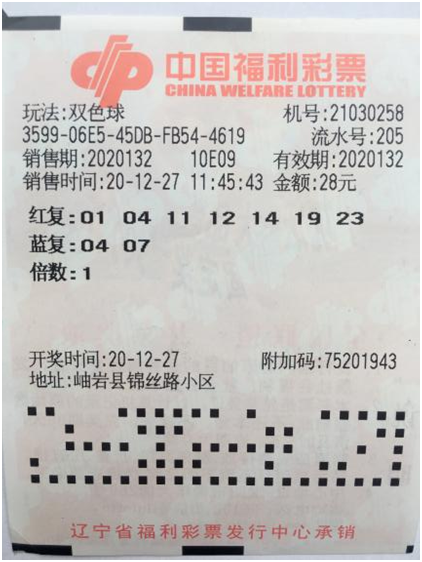 中国福利彩票
CHINA WELFARE LOTTERY
玩法:双色球 机号:21030258
3599-06E5-45DB-FB54-4619 流水号:205
销售期:2020132 10E09 有效期:2020132
销售时间:20-12-27 11:45:43 金额:28元
红复:01 04 11 12 14 19 23
蓝复:04 07
倍数:1
开奖时间:20-12-27 附加码:75201943
地址:岫岩县锦丝路小区
辽宁省福利彩票发行中心承销